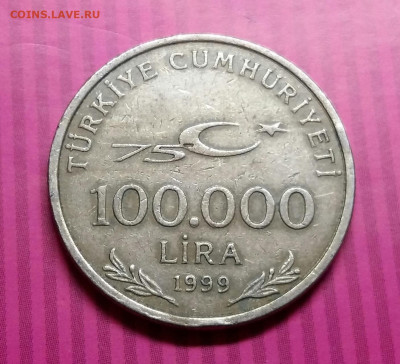 COINS.LAVE.RU
TÜRKİYE CUMHURİYETİ
75
100.000
LİRA
1999